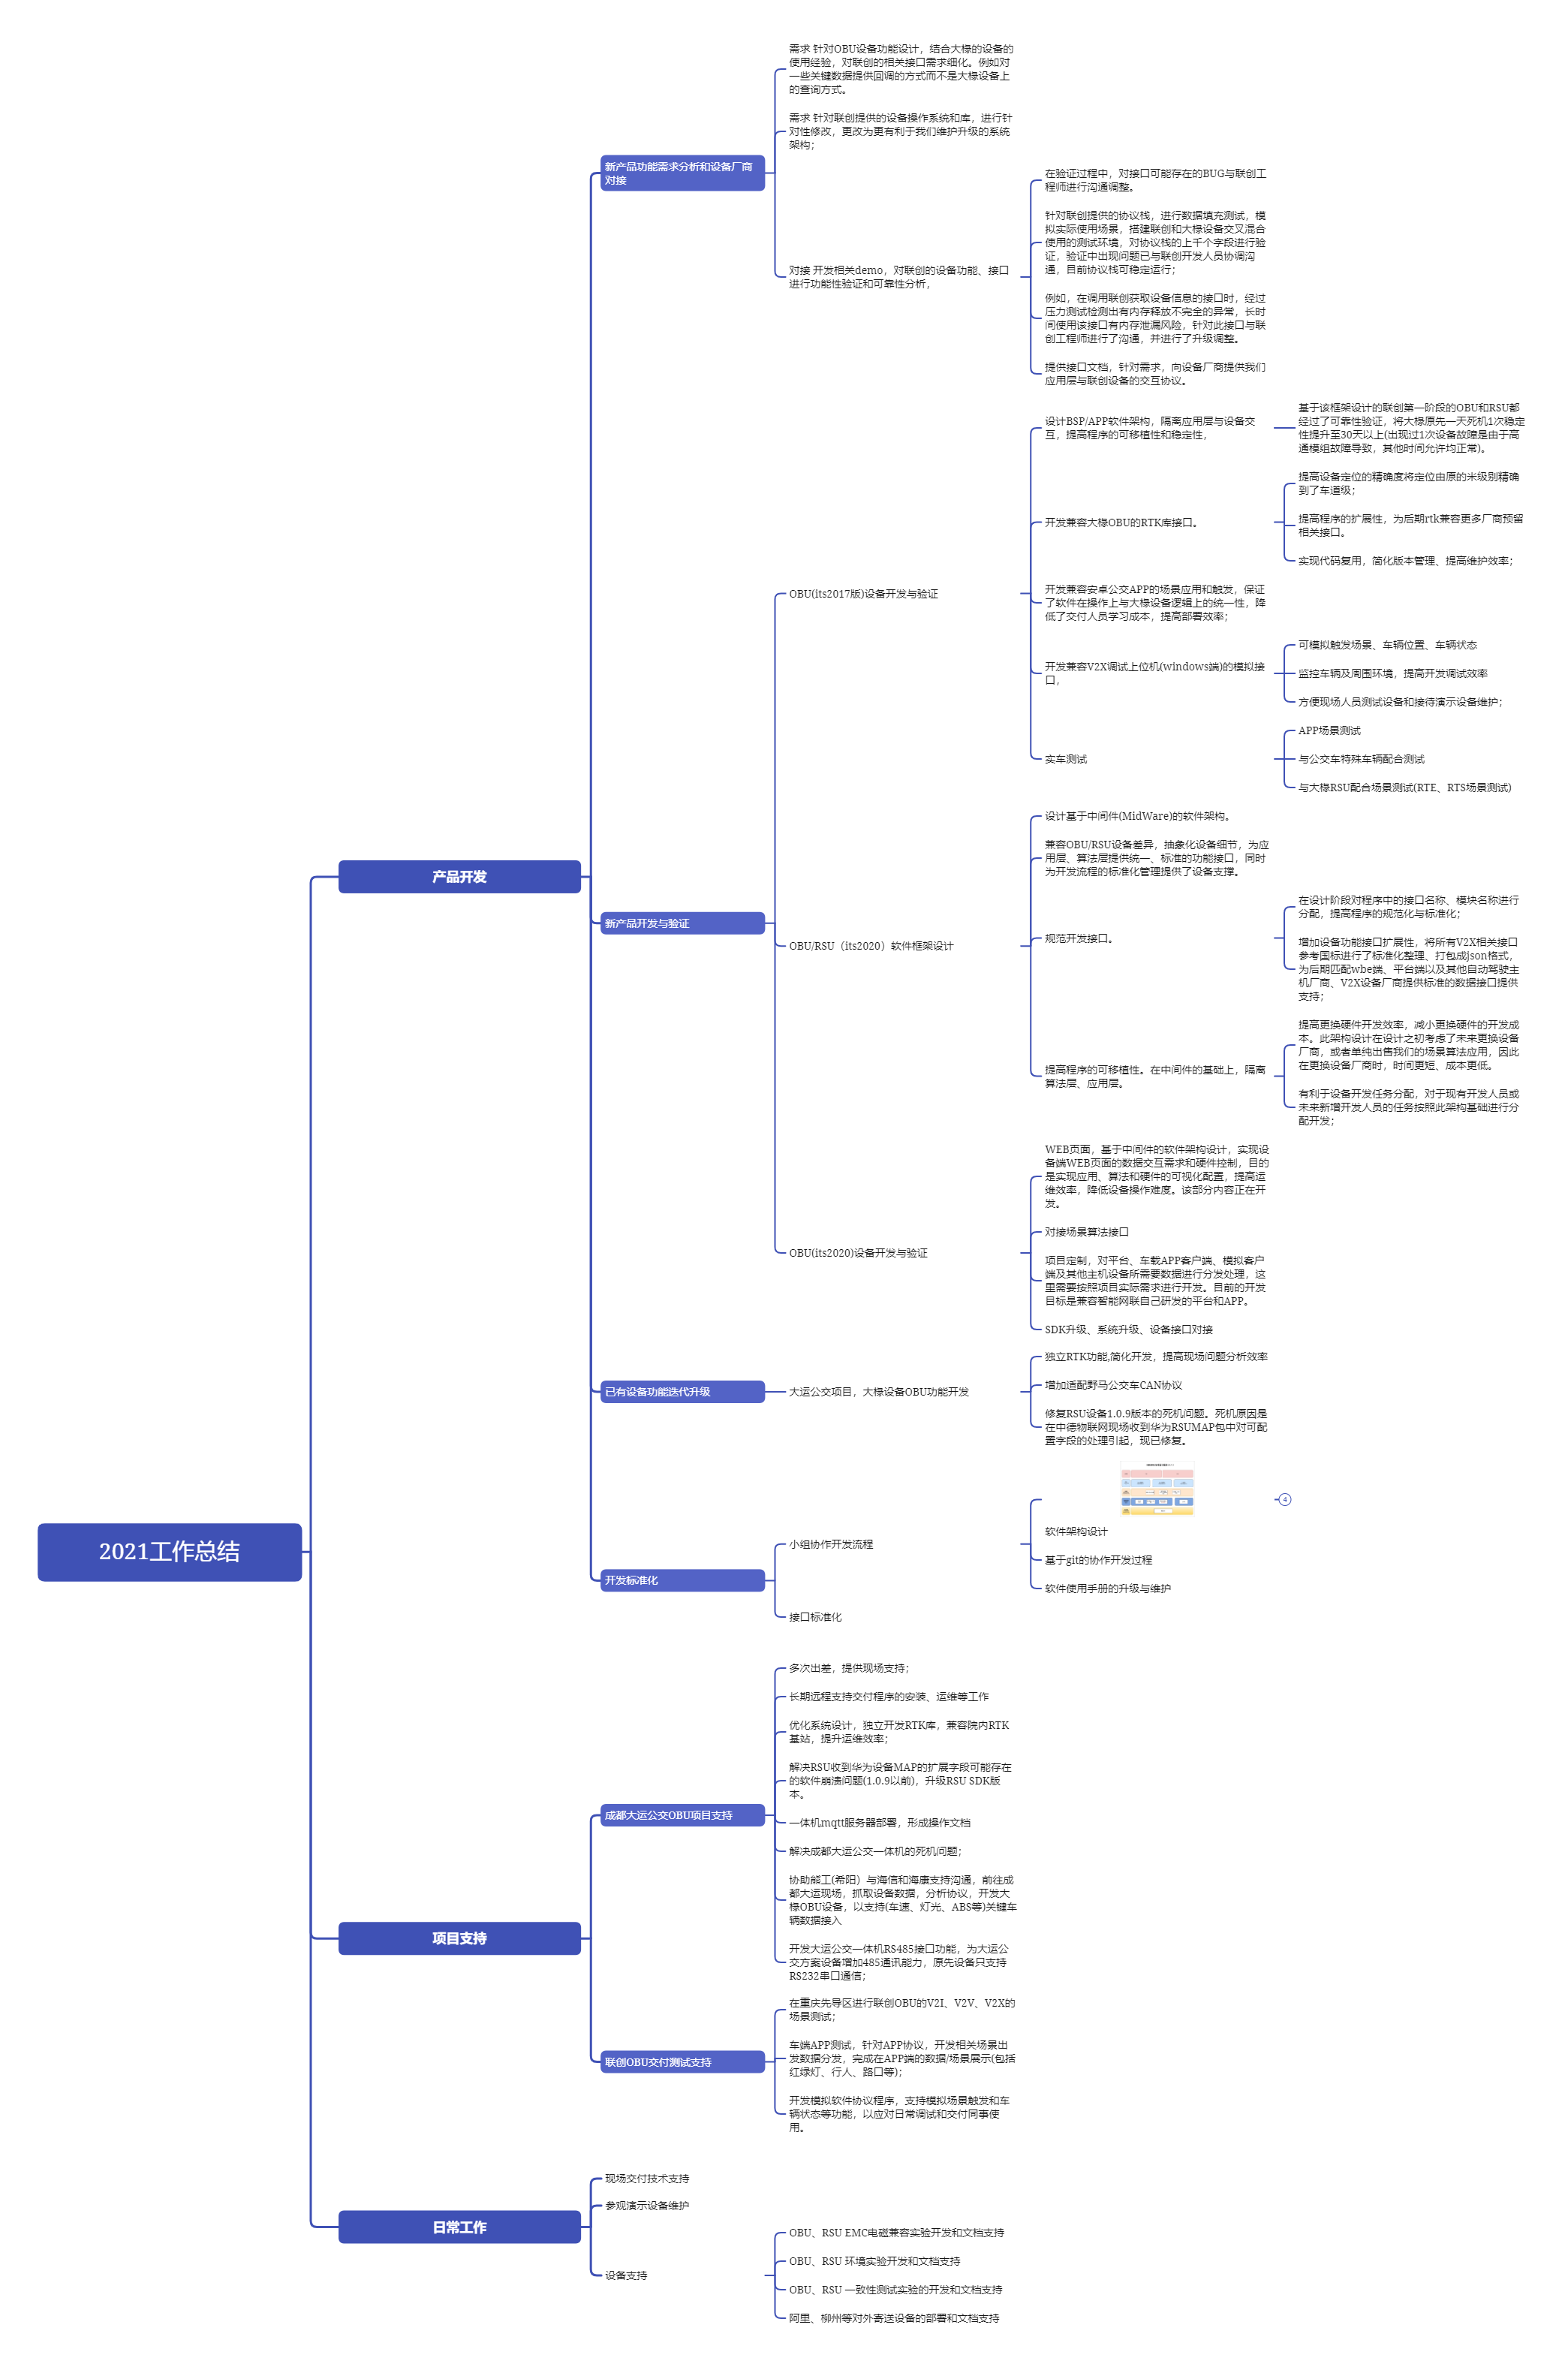 需求 针对OBU设备功能设计，结合大椽的设备的
使用经验，对联创的相关接口需求细化。例如对
一些关键数据提供回调的方式而不是大椽设备上
的查询方式。
需求 针对联创提供的设备操作系统和库，进行针
对性修改，更改为更有利于我们维护升级的系统
架构；
新产品功能需求分析和设备厂商
对接
对接 开发相关demo，对联创的设备功能、接口
进行功能性验证和可靠性分析，
在验证过程中，对接口可能存在的BUG与联创工
程师进行沟通调整。
针对联创提供的协议栈，进行数据填充测试，模
拟实际使用场景，搭建联创和大椽设备交叉混合
使用的测试环境，对协议栈的上千个字段进行验
证，验证中出现问题已与联创开发人员协调沟
通，目前协议栈可稳定运行；
例如，在调用联创获取设备信息的接口时，经过
压力测试检测出有内存释放不完全的异常，长时
间使用该接口有内存泄漏风险，针对此接口与联
创工程师进行了沟通，并进行了升级调整。
提供接口文档，针对需求，向设备厂商提供我们
应用层与联创设备的交互协议。
设计BSP/APP软件架构，隔离应用层与设备交
互，提高程序的可移植性和稳定性，
基于该框架设计的联创第一阶段的OBU和RSU都
经过了可靠性验证，将大椽原先一天死机1次稳定
性提升至30天以上(出现过1次设备故障是由于高
通模组故障导致，其他时间允许均正常)。
开发兼容大椽OBU的RTK库接口。
提高设备定位的精确度将定位由原的米级别精确
到了车道级；
提高程序的扩展性，为后期rtk兼容更多厂商预留
相关接口。
实现代码复用，简化版本管理、提高维护效率；
OBU(its2017版)设备开发与验证
开发兼容安卓公交APP的场景应用和触发，保证
了软件在操作上与大椽设备逻辑上的统一性，降
低了交付人员学习成本，提高部署效率；
开发兼容V2X调试上位机(windows端)的模拟接
口，
可模拟触发场景、车辆位置、车辆状态
监控车辆及周围环境，提高开发调试效率
方便现场人员测试设备和接待演示设备维护；
实车测试
APP场景测试
与公交车特殊车辆配合测试
与大椽RSU配合场景测试(RTE、RTS场景测试)
产品开发
新产品开发与验证
OBU/RSU（its2020）软件框架设计
设计基于中间件(MidWare)的软件架构。
兼容OBU/RSU设备差异，抽象化设备细节，为应
用层、算法层提供统一、标准的功能接口，同时
为开发流程的标准化管理提供了设备支撑。
规范开发接口。
在设计阶段对程序中的接口名称、模块名称进行
分配，提高程序的规范化与标准化；
增加设备功能接口扩展性，将所有V2X相关接口
参考国标进行了标准化整理、打包成json格式，
为后期匹配wbe端、平台端以及其他自动驾驶主
机厂商、V2X设备厂商提供标准的数据接口提供
支持；
提高程序的可移植性。在中间件的基础上，隔离
算法层、应用层。
提高更换硬件开发效率，减小更换硬件的开发成
本。此架构设计在设计之初考虑了未来更换设备
厂商，或者单纯出售我们的场景算法应用，因此
在更换设备厂商时，时间更短、成本更低。
有利于设备开发任务分配，对于现有开发人员或
未来新增开发人员的任务按照此架构基础进行分
配开发；
OBU(its2020)设备开发与验证
WEB页面，基于中间件的软件架构设计，实现设
备端WEB页面的数据交互需求和硬件控制，目的
是实现应用、算法和硬件的可视化配置，提高运
维效率，降低设备操作难度。该部分内容正在开
发。
对接场景算法接口
项目定制，对平台、车载APP客户端、模拟客户
端及其他主机设备所需要数据进行分发处理，这
里需要按照项目实际需求进行开发。目前的开发
目标是兼容智能网联自己研发的平台和APP。
SDK升级、系统升级、设备接口对接
已有设备功能迭代升级
大运公交项目，大椽设备OBU功能开发
独立RTK功能,简化开发，提高现场问题分析效率
增加适配野马公交车CAN协议
修复RSU设备1.0.9版本的死机问题。死机原因是
在中德物联网现场收到华为RSUMAP包中对可配
置字段的处理引起，现已修复。
4
2021工作总结
开发标准化
小组协作开发流程
软件架构设计
基于git的协作开发过程
软件使用手册的升级与维护
接口标准化
多次出差，提供现场支持；
长期远程支持交付程序的安装、运维等工作
优化系统设计，独立开发RTK库，兼容院内RTK
基站，提升运维效率；
解决RSU收到华为设备MAP的扩展字段可能存在
的软件崩溃问题(1.0.9以前)，升级RSU SDK版
本。
成都大运公交OBU项目支持
一体机mqtt服务器部署，形成操作文档
解决成都大运公交一体机的死机问题；
协助能工(希阳）与海信和海康支持沟通，前往成
都大运现场，抓取设备数据，分析协议，开发大
椽OBU设备，以支持(车速、灯光、ABS等)关键车
辆数据接入
开发大运公交一体机RS485接口功能，为大运公
交方案设备增加485通讯能力，原先设备只支持
RS232串口通信；
项目支持
联创OBU交付测试支持
在重庆先导区进行联创OBU的V2I、V2V、V2X的
场景测试；
车端APP测试，针对APP协议，开发相关场景出
发数据分发，完成在APP端的数据/场景展示(包括
红绿灯、行人、路口等)；
开发模拟软件协议程序，支持模拟场景触发和车
辆状态等功能，以应对日常调试和交付同事使
用。
日常工作
现场交付技术支持
参观演示设备维护
设备支持
OBU、RSU EMC电磁兼容实验开发和文档支持
OBU、RSU 环境实验开发和文档支持
OBU、RSU 一致性测试实验的开发和文档支持
阿里、柳州等对外寄送设备的部署和文档支持